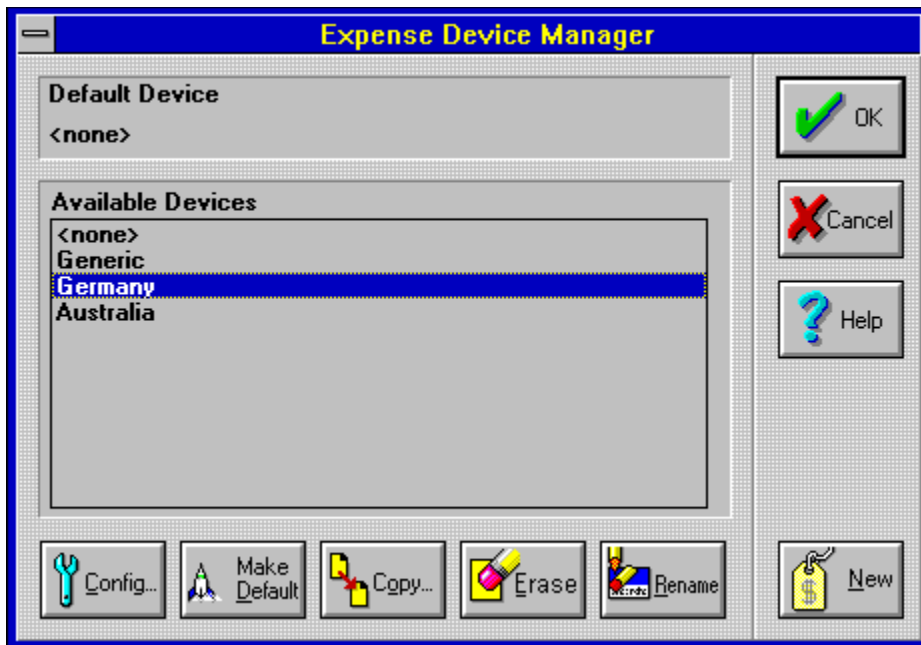 Expense Device Manager
Default Device
<none>
OK
Available Devices
<none>
Generic
Germany
Australia
Cancel
Help
Config...
Make
Default
Copy...
Erase
Rename
New